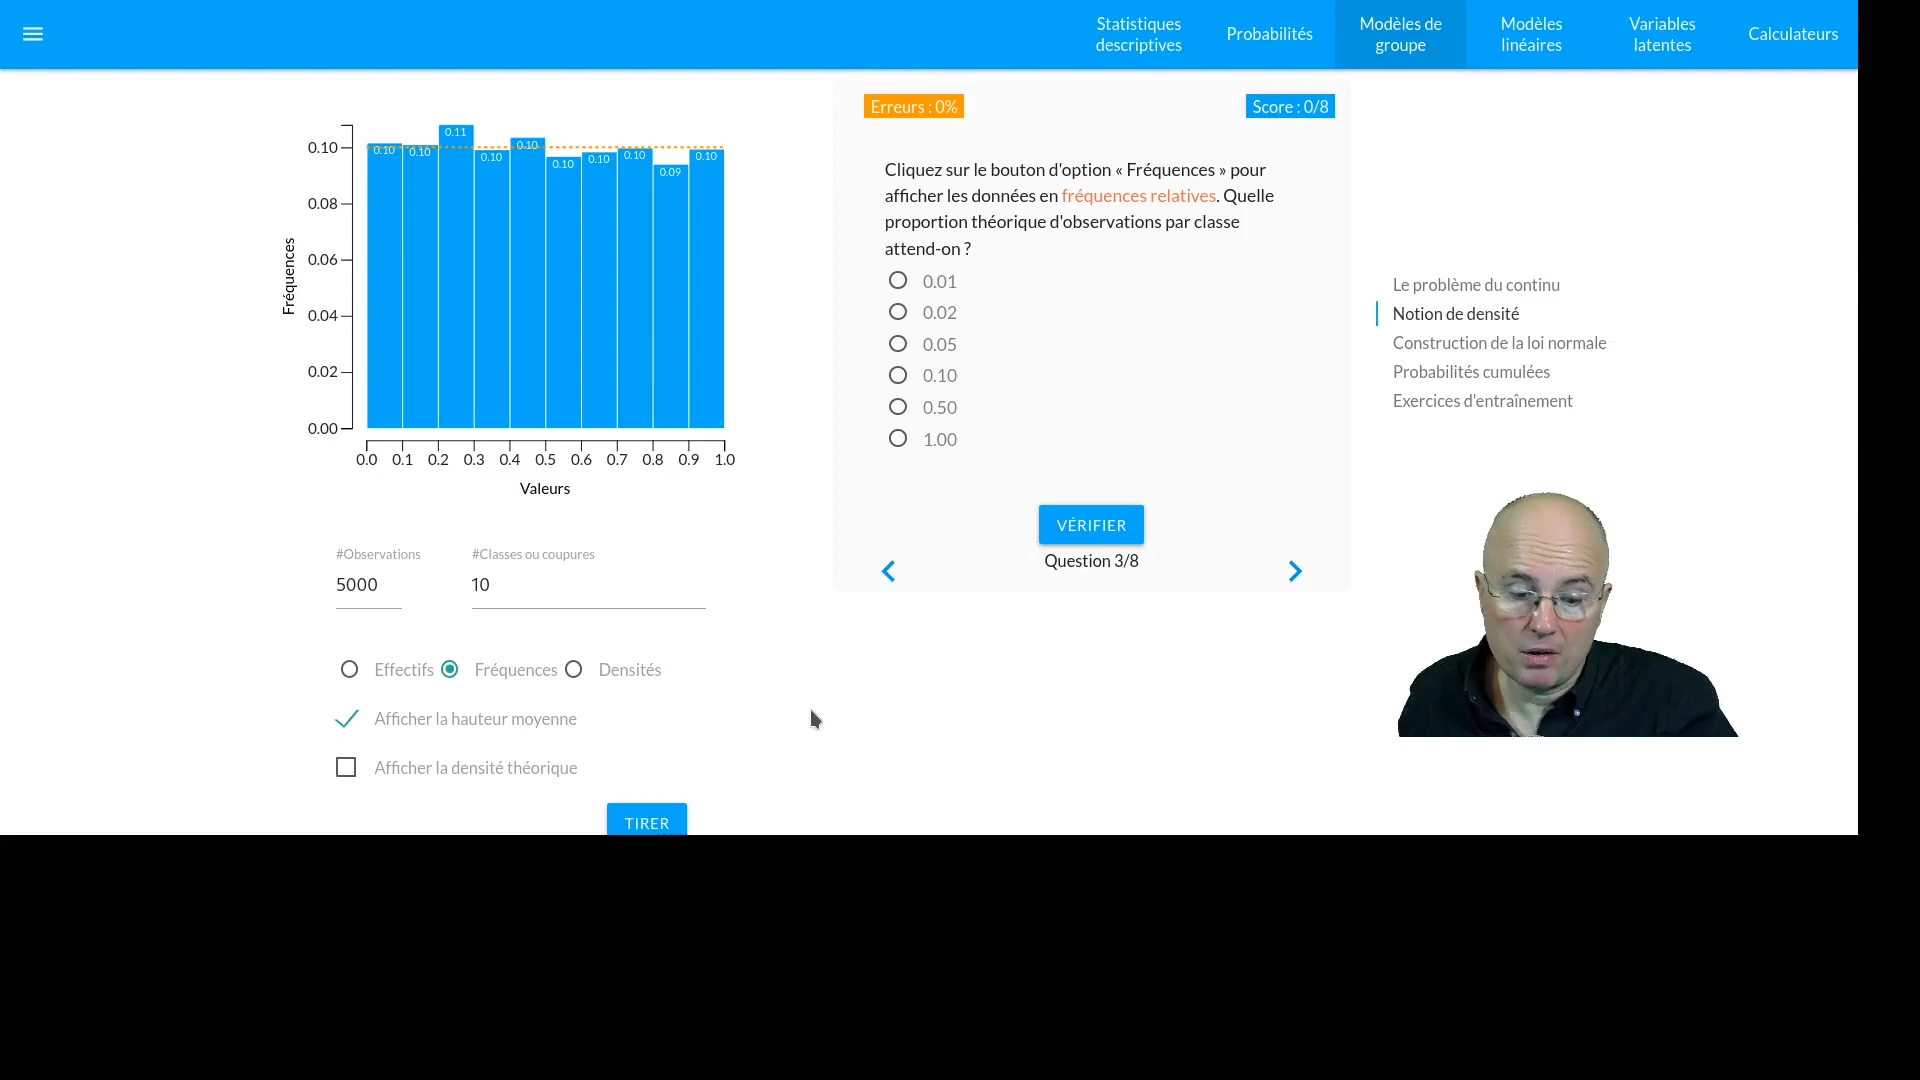 Statistiques descriptives
Probabilités
Modèles de groupe
Modèles linéaires
Variables latentes
Calculateurs
Erreurs : 0%
Score : 0/8
Cliquez sur le bouton d'option « Fréquences » pour
afficher les données en fréquences relatives. Quelle
proportion théorique d'observations par classe
attend-on ?
0.01
0.02
0.05
0.10
0.50
1.00
VÉRIFIER
Question 3/8
Fréquences
0.10
0.08
0.06
0.04
0.02
0.00
0.10 0.10 0.11 0.10 0.10 0.10 0.10 0.10 0.09 0.10
0.0 0.1 0.2 0.3 0.4 0.5 0.6 0.7 0.8 0.9 1.0
Valeurs
#Observations #Classes ou coupures
5000 10
Effectifs Fréquences Densités
Afficher la hauteur moyenne
Afficher la densité théorique
TIRER
Le problème du continu
Notion de densité
Construction de la loi normale
Probabilités cumulées
Exercices d'entraînement